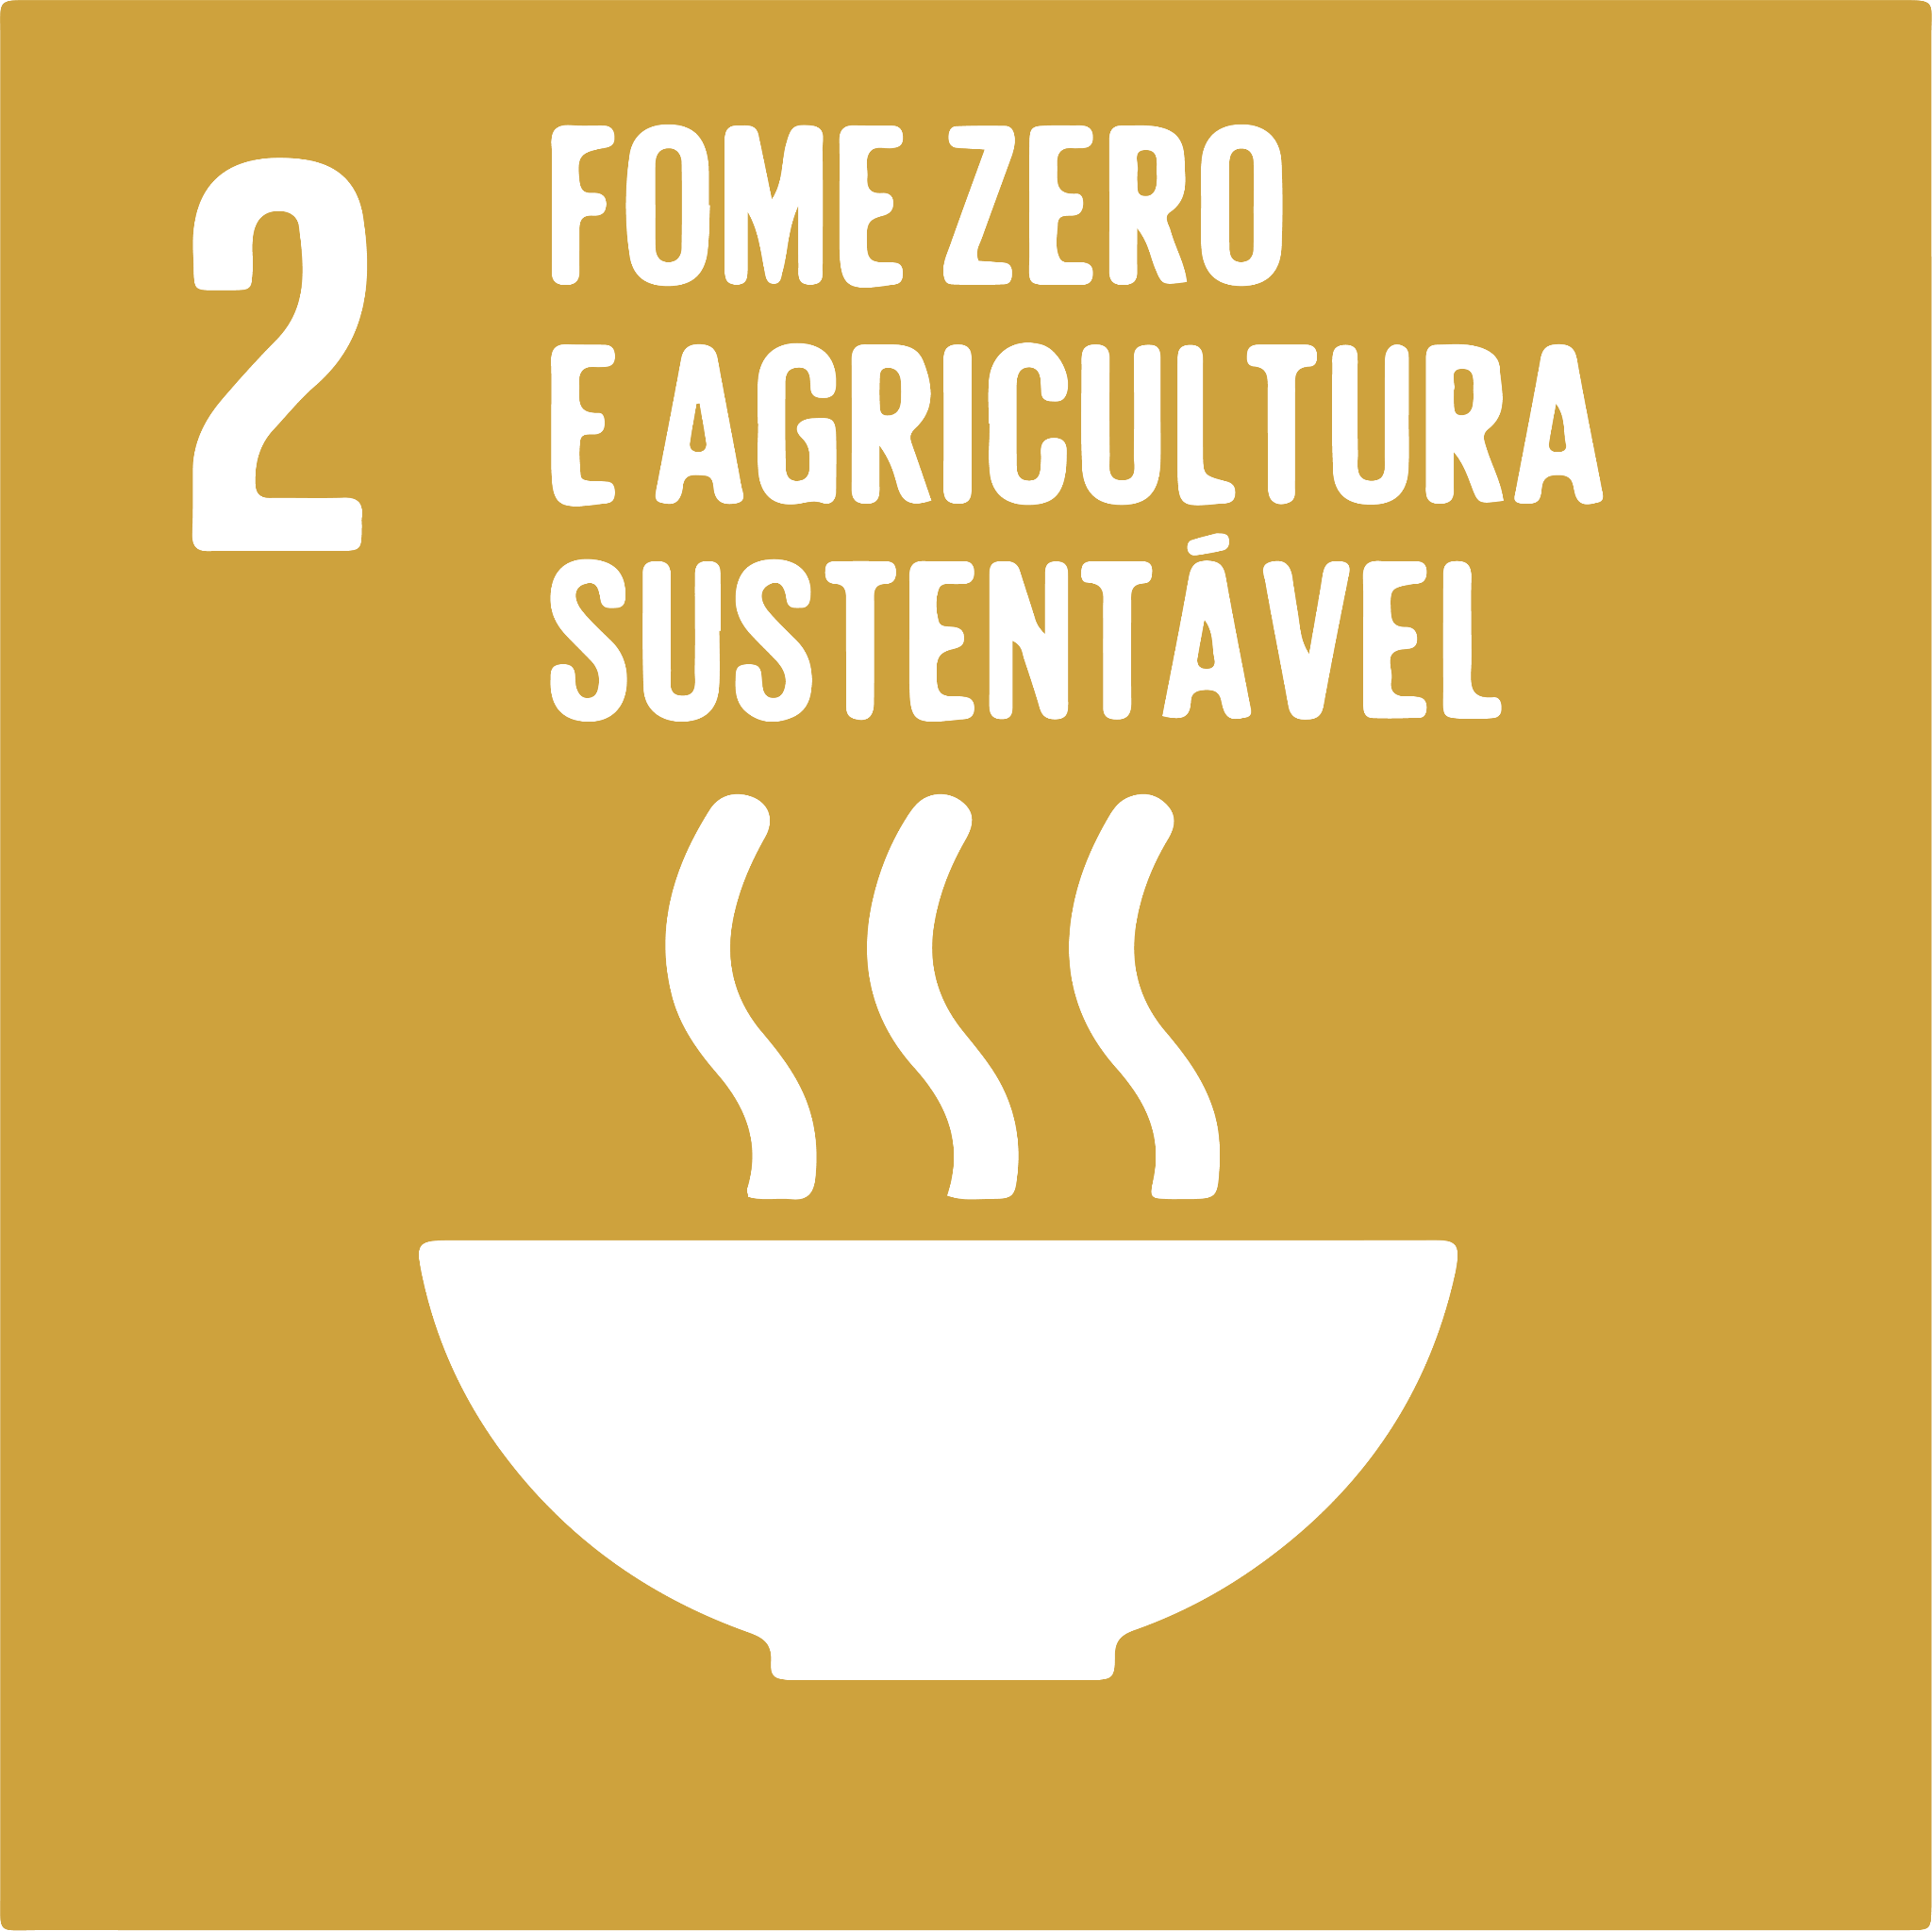 2
FOME ZERO
E AGRICULTURA
SUSTENTÁVEL